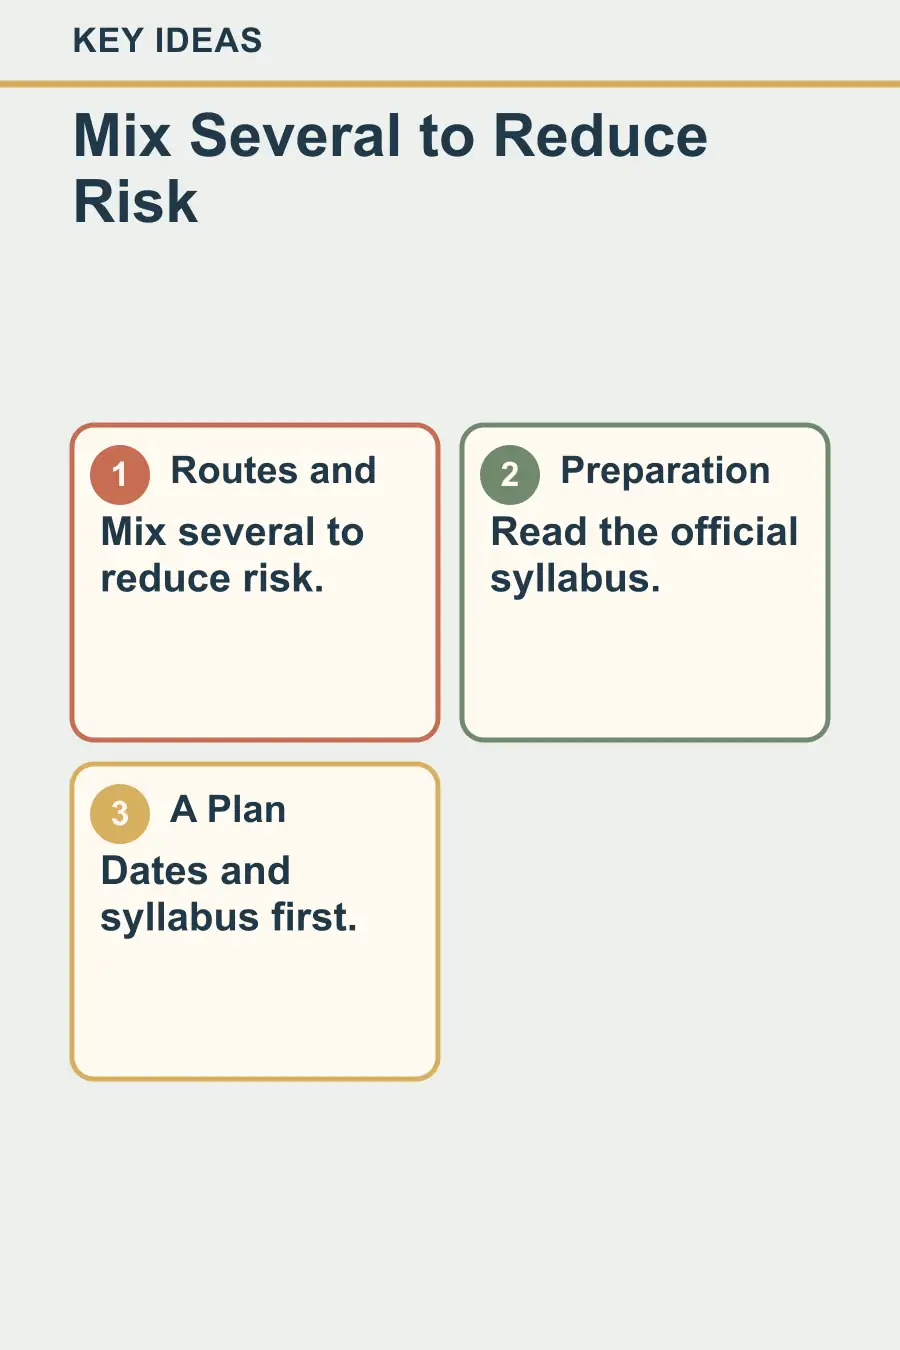 KEY IDEAS
Mix Several to Reduce
Risk
1 Routes and
Mix several to
reduce risk.
2 Preparation
Read the official
syllabus.
3 A Plan
Dates and
syllabus first.